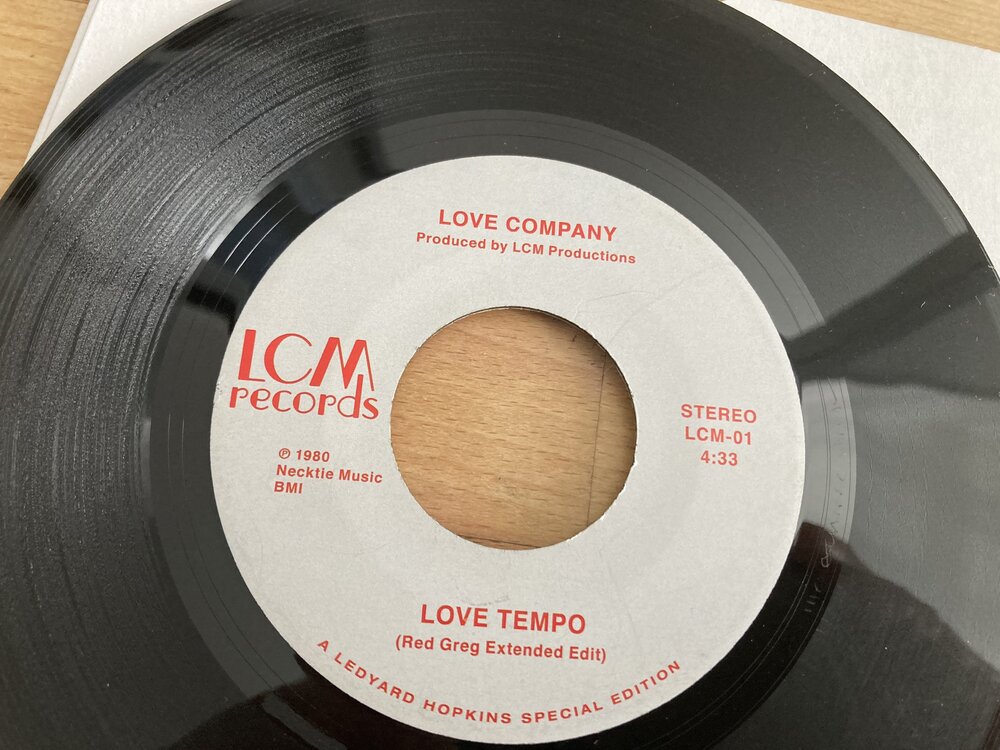 LOVE COMPANY
Produced by LCM Productions
LCM
records
℗ 1980
Necktie Music
BMI
STEREO
LCM-01
4:33
LOVE TEMPO
(Red Greg Extended Edit)
A LEDYARD HOPKINS SPECIAL EDITION